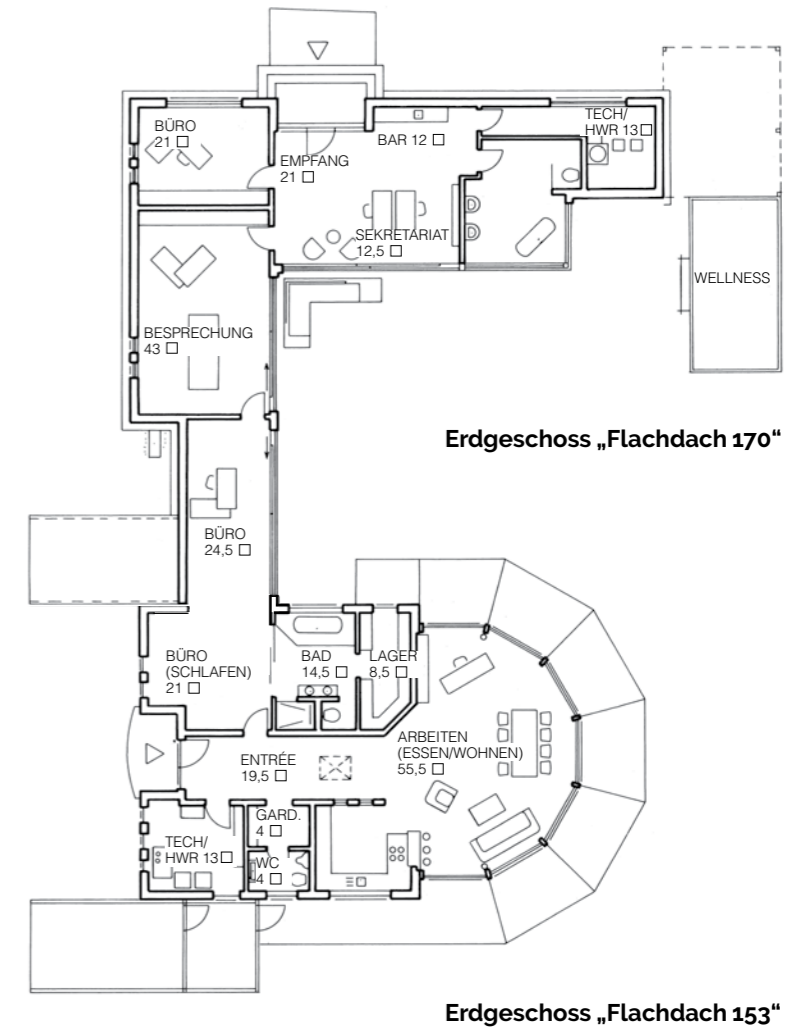 BÜRO
21 □
TECH/
HWR 13 □
BAR 12 □
EMPFANG
21 □
SEKRETARIAT
12,5 □
WELLNESS
BESPRECHUNG
43 □
Erdgeschoss „Flachdach 170“
BÜRO
24,5 □
BÜRO
(SCHLAFEN)
21 □
BAD
14,5 □
LAGER
8,5 □
ARBEITEN
(ESSEN/WOHNEN)
55,5 □
ENTRÉE
19,5 □
GARD.
4 □
TECH/
HWR 13 □
WC
4 □
Erdgeschoss „Flachdach 153“